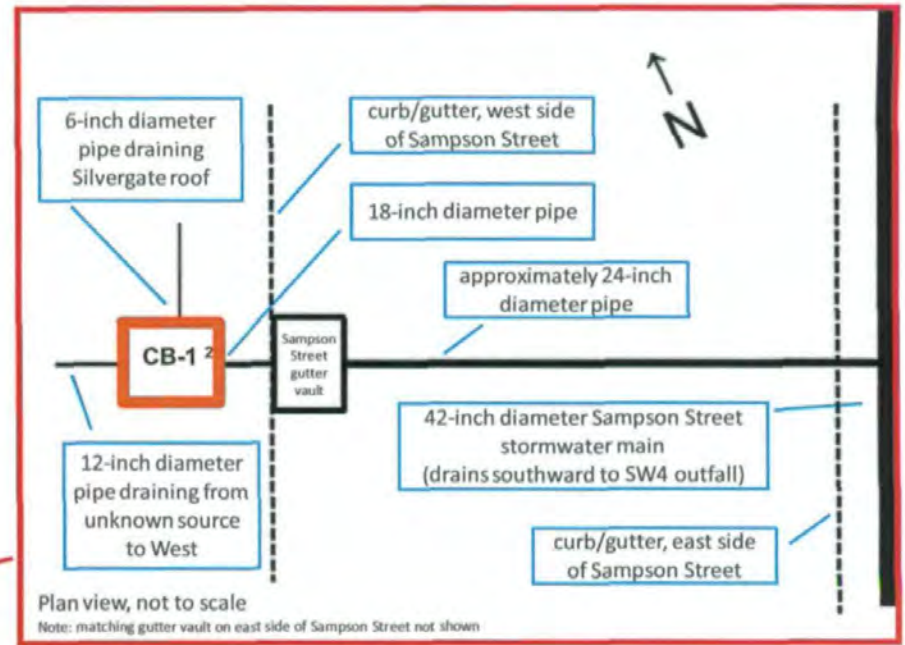 N
6-inch diameter
pipe draining
Silvergate roof
curb/gutter, west side
of Sampson Street
18-inch diameter pipe
approximately 24-inch
diameter pipe
CB-1 ²
Sampson
Street
gutter
vault
42-inch diameter Sampson Street
stormwater main
(drains southward to SW4 outfall)
12-inch diameter
pipe draining from
unknown source
to West
curb/gutter, east side
of Sampson Street
Plan view, not to scale
Note: matching gutter vault on east side of Sampson Street not shown